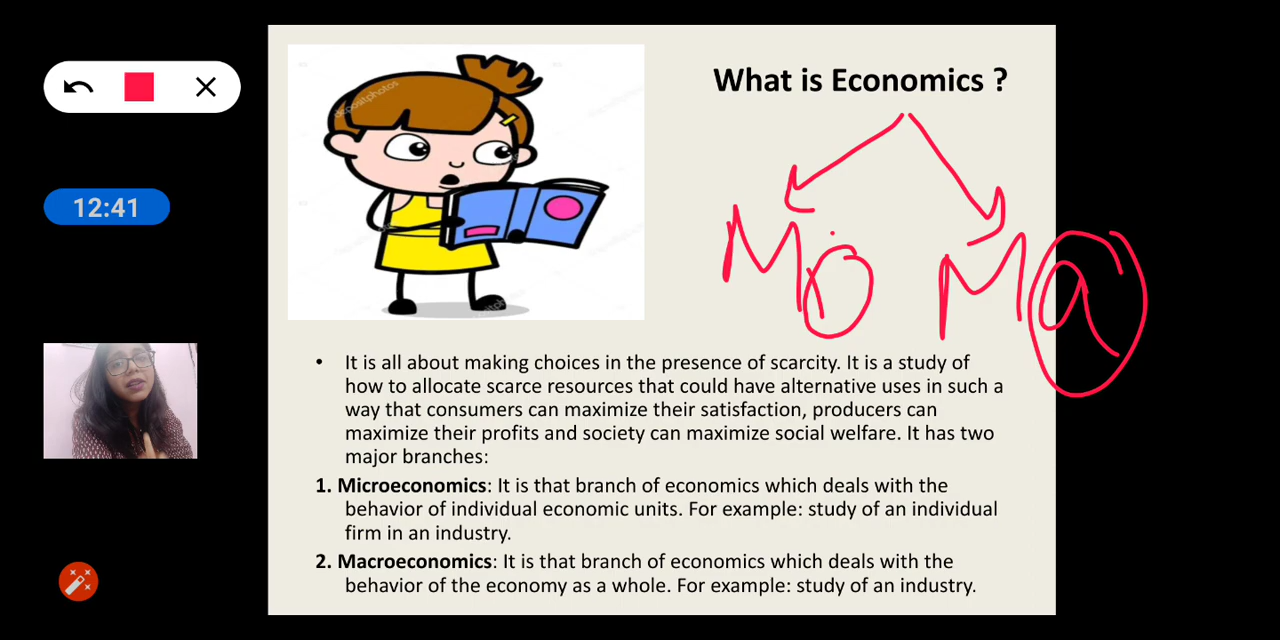 What is Economics ?
12:41
depositphotos
Mi Ma
• It is all about making choices in the presence of scarcity. It is a study of
how to allocate scarce resources that could have alternative uses in such a
way that consumers can maximize their satisfaction, producers can
maximize their profits and society can maximize social welfare. It has two
major branches:
1. Microeconomics: It is that branch of economics which deals with the
behavior of individual economic units. For example: study of an individual
firm in an industry.
2. Macroeconomics: It is that branch of economics which deals with the
behavior of the economy as a whole. For example: study of an industry.